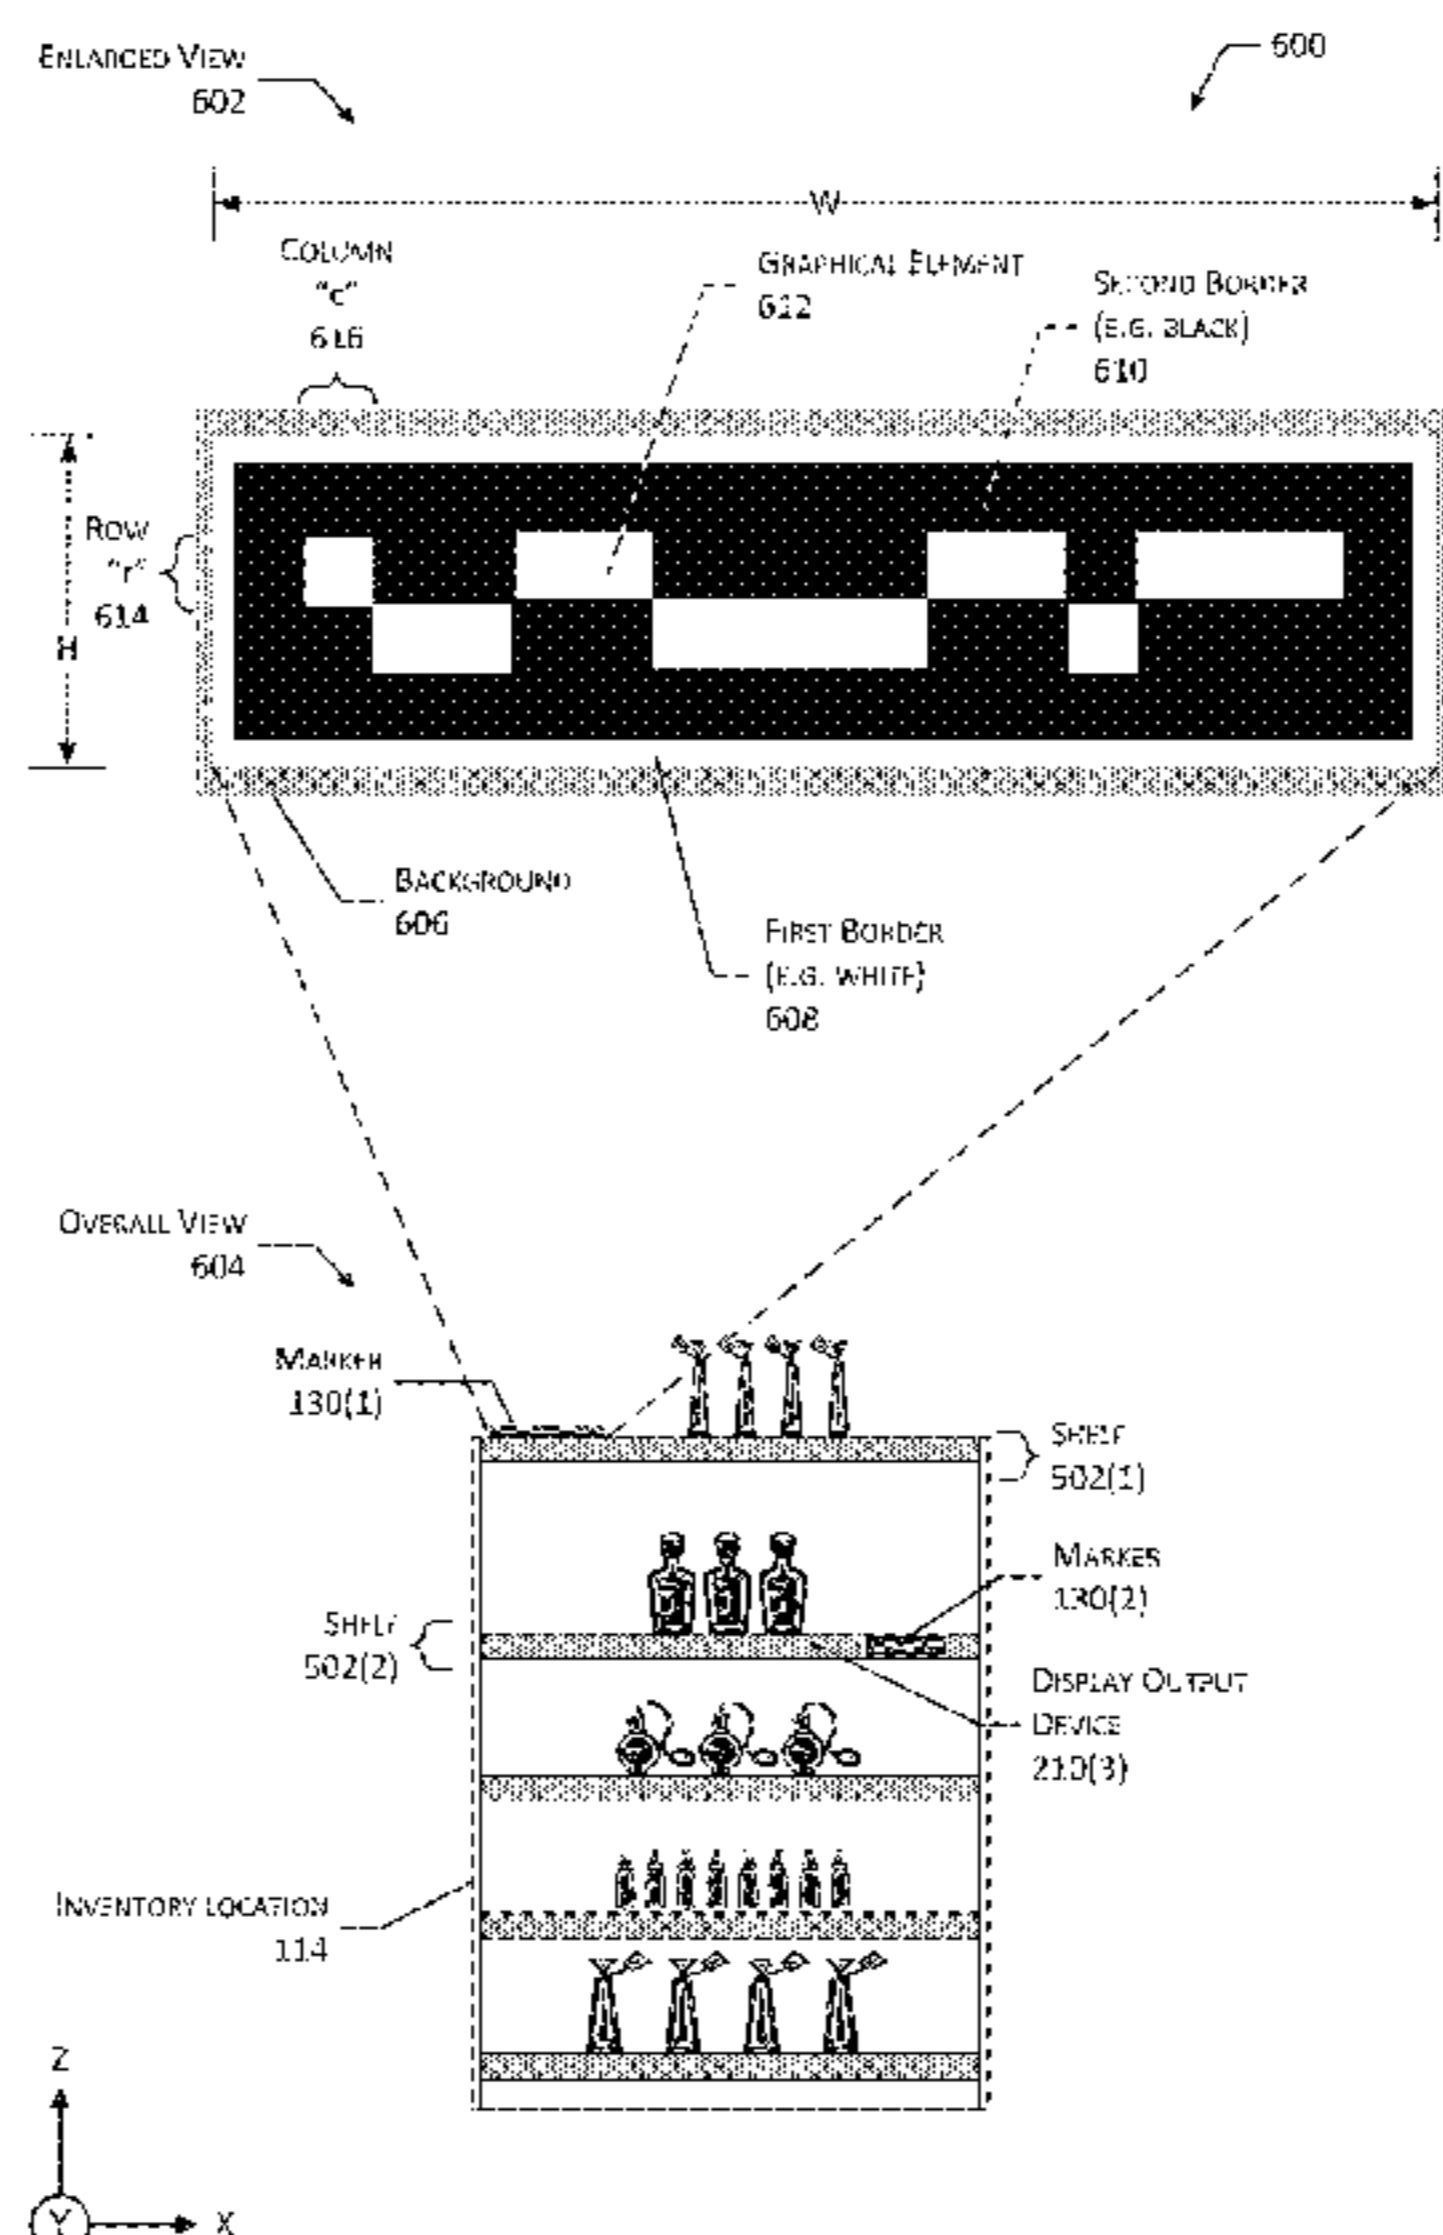 ENLARGED VIEW
602
600
W
COLUMN
"c"
616
GRAPHICAL ELEMENT
612
SECOND BORDER
(E.G. BLACK)
610
ROW
"r"
614
H
BACKGROUND
606
FIRST BORDER
(E.G. WHITE)
608
OVERALL VIEW
604
MARKER
130(1)
SHELF
502(1)
MARKER
130(2)
SHELF
502(2)
DISPLAY OUTPUT
DEVICE
210(3)
INVENTORY LOCATION
114
Z
Y
X